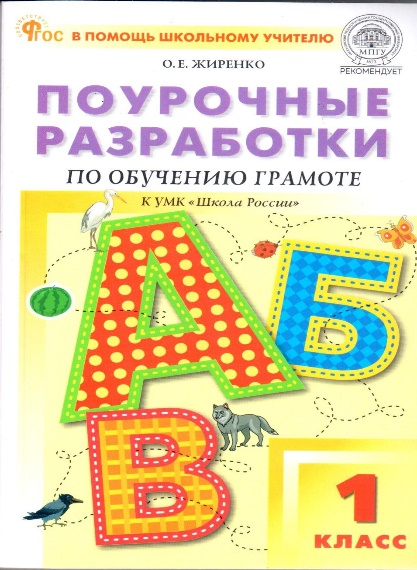 ФГОС В ПОМОЩЬ ШКОЛЬНОМУ УЧИТЕЛЮ
О. Е. ЖИРЕНКО
МПГУ
РЕКОМЕНДУЕТ
ПОУРОЧНЫЕ
РАЗРАБОТКИ
ПО ОБУЧЕНИЮ ГРАМОТЕ
К УМК «Школа России»
А
Б
В
1
КЛАСС